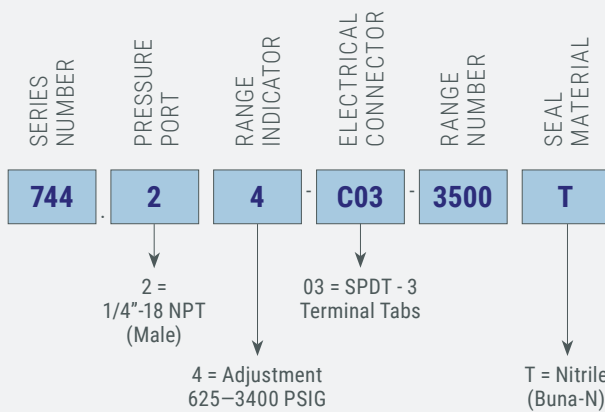 SERIES
NUMBER
PRESSURE
PORT
RANGE
INDICATOR
ELECTRICAL
CONNECTOR
RANGE
NUMBER
SEAL
MATERIAL
744 . 2 4 - C03 - 3500 T
2 =
1/4”-18 NPT
(Male)
03 = SPDT - 3
Terminal Tabs
4 = Adjustment
625—3400 PSIG
T = Nitrile
(Buna-N)